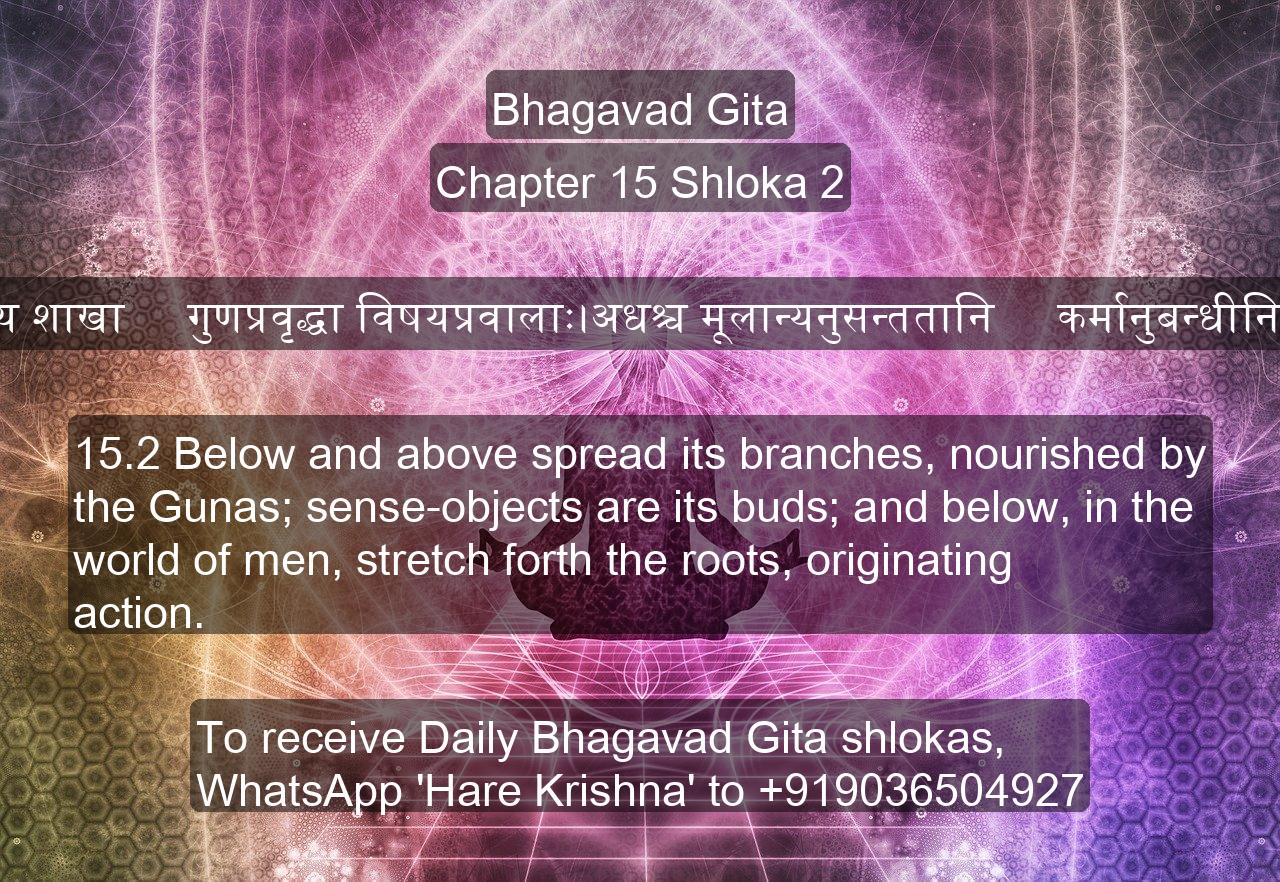 Bhagavad Gita
Chapter 15 Shloka 2
शाखा गुणप्रवृद्धा विषयप्रवालाः।अधश्च मूलान्यनुसन्ततानि कर्मानुबन्धीनि
15.2 Below and above spread its branches, nourished by
the Gunas; sense-objects are its buds; and below, in the
world of men, stretch forth the roots, originating
action.
To receive Daily Bhagavad Gita shlokas,
WhatsApp 'Hare Krishna' to +919036504927